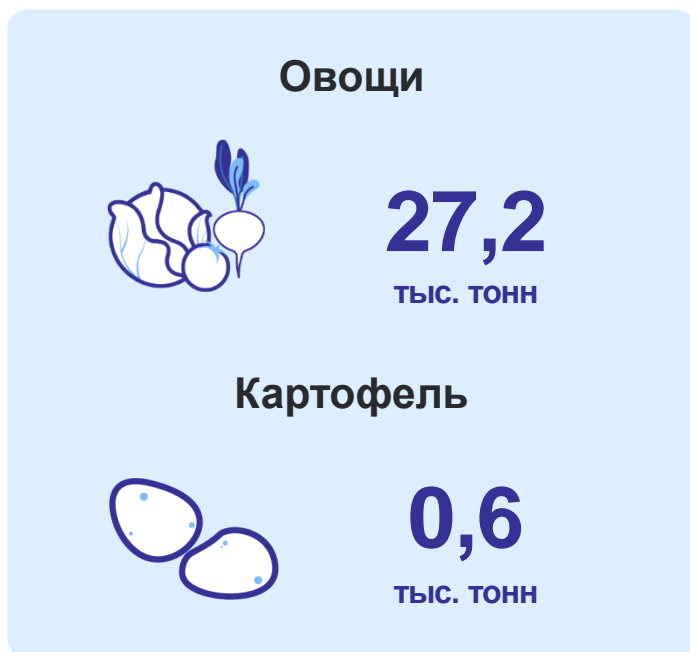 Овощи
27,2
тыс. тонн
Картофель
0,6
тыс. тонн